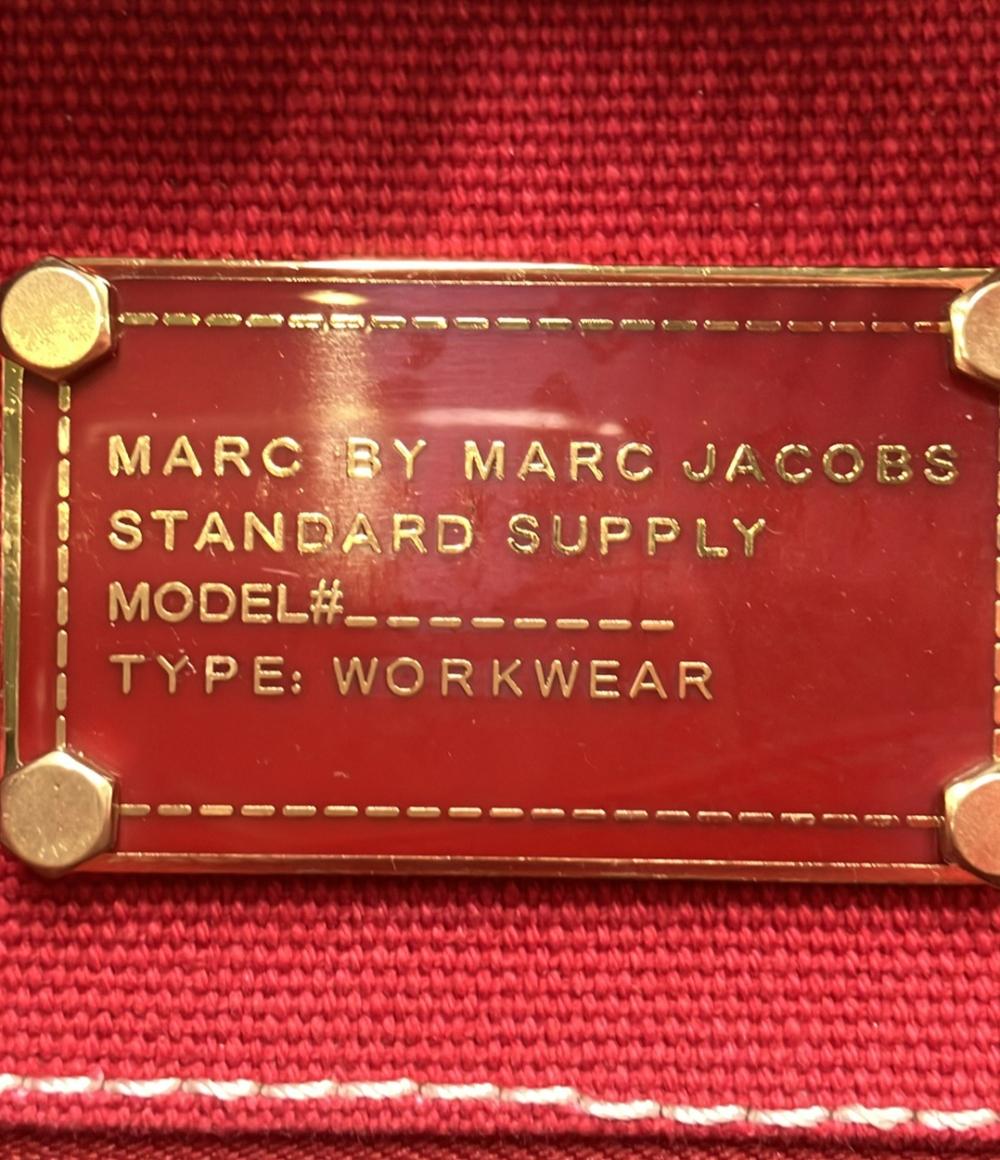 MARC BY MARC JACOBS
STANDARD SUPPLY
MODEL#________
TYPE: WORKWEAR